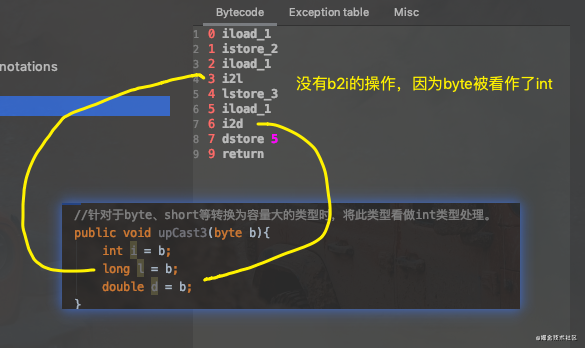 Bytecode Exception table Misc
notations
1 0 iload_1
2 1 istore_2
3 2 iload_1
4 3 i2l
5 4 lstore_3
6 5 iload_1
7 6 i2d
8 7 dstore 5
9 9 return
没有b2i的操作，因为byte被看作了int
//针对于byte、short等转换为容量大的类型时，将此类型看做int类型处理。
public void upCast3(byte b){
int i = b;
long l = b;
double d = b;
}
@稀土掘金技术社区